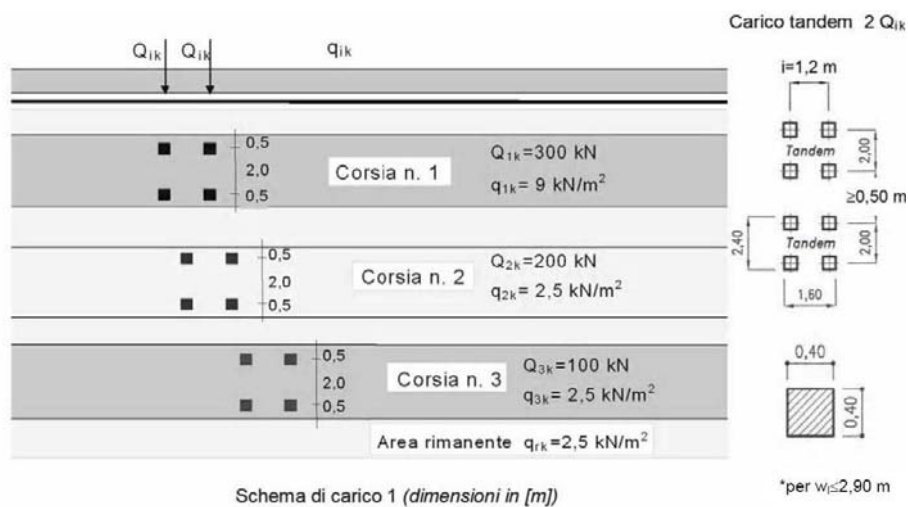 Carico tandem 2 Qik
Qik Qik qik
i=1,2 m
0,5
2,0
0,5
Corsia n. 1
Q1k=300 kN
q1k= 9 kN/m²
Tandem
2,00
≥0,50 m
0,5
2,0
0,5
Corsia n. 2
Q2k=200 kN
q2k= 2,5 kN/m²
2,40
Tandem
2,00
1,60
0,5
2,0
0,5
Corsia n. 3
Q3k=100 kN
q3k= 2,5 kN/m²
0,40
0,40
Area rimanente qrk=2,5 kN/m²
*per wl≤2,90 m
Schema di carico 1 (dimensioni in [m])